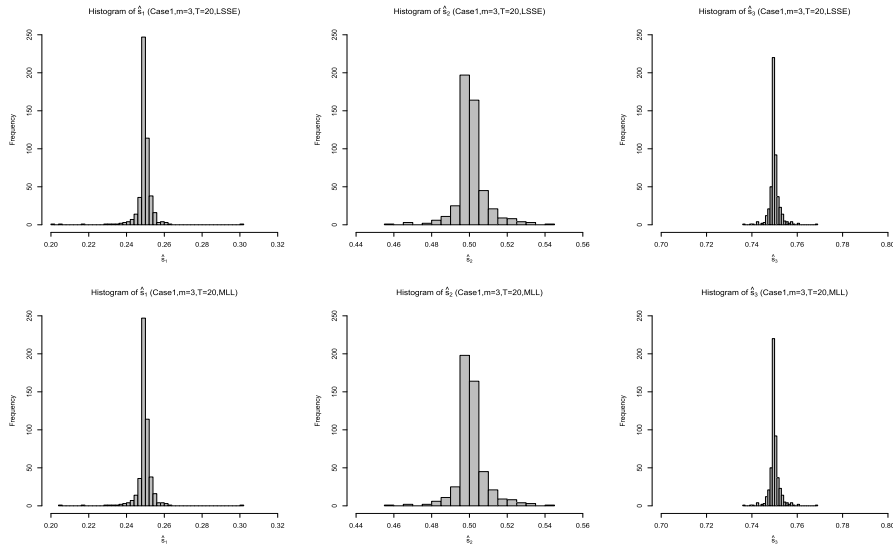 Histogram of ŝ₁ (Case1,m=3,T=20,LSSE)
Frequency
250
200
150
100
50
0
0.20 0.22 0.24 0.26 0.28 0.30 0.32
ŝ₁
Histogram of ŝ₂ (Case1,m=3,T=20,LSSE)
Frequency
250
200
150
100
50
0
0.44 0.46 0.48 0.50 0.52 0.54 0.56
ŝ₂
Histogram of ŝ₃ (Case1,m=3,T=20,LSSE)
Frequency
250
200
150
100
50
0
0.70 0.72 0.74 0.76 0.78 0.80
ŝ₃
Histogram of ŝ₁ (Case1,m=3,T=20,MLL)
Frequency
250
200
150
100
50
0
0.20 0.22 0.24 0.26 0.28 0.30 0.32
ŝ₁
Histogram of ŝ₂ (Case1,m=3,T=20,MLL)
Frequency
250
200
150
100
50
0
0.44 0.46 0.48 0.50 0.52 0.54 0.56
ŝ₂
Histogram of ŝ₃ (Case1,m=3,T=20,MLL)
Frequency
250
200
150
100
50
0
0.70 0.72 0.74 0.76 0.78 0.80
ŝ₃